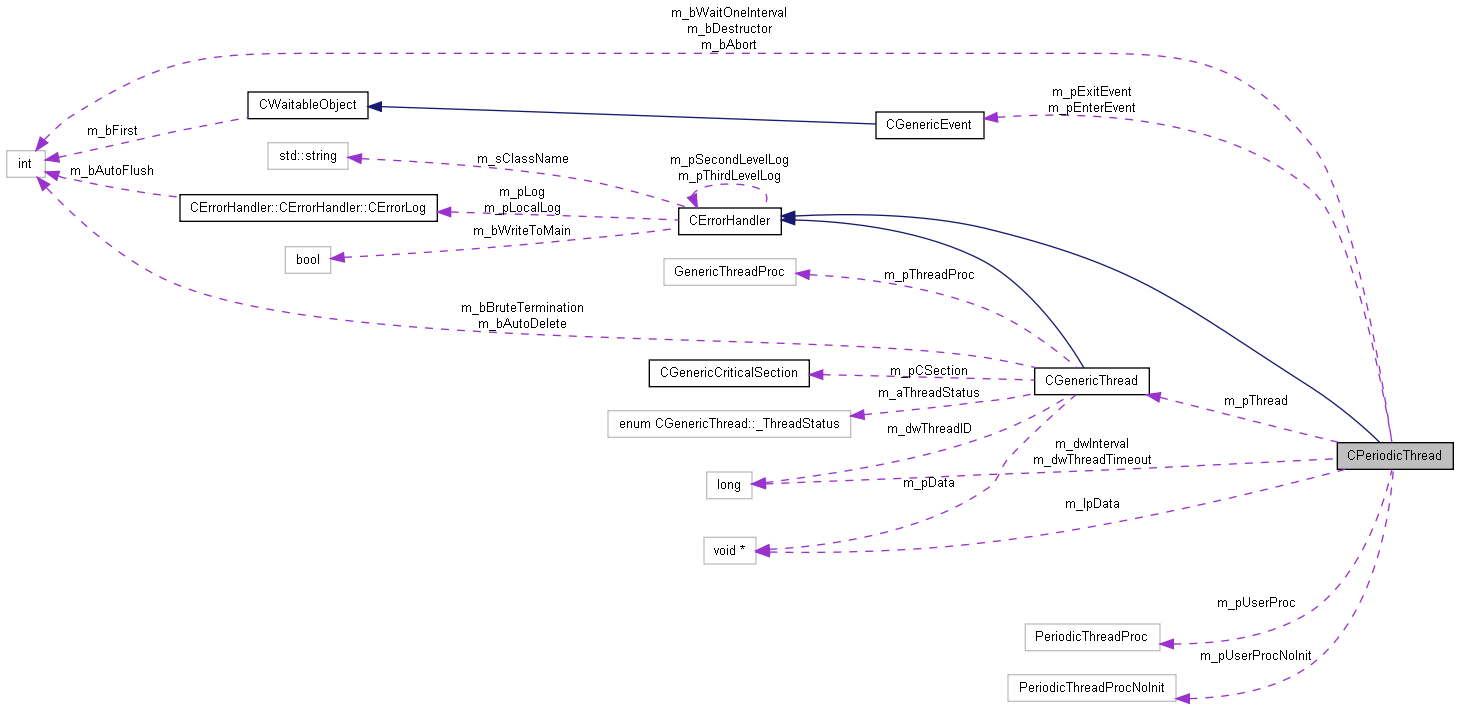 m_bWaitOneInterval
m_bDestructor
m_bAbort
CWaitableObject
m_pExitEvent
m_pEnterEvent
CGenericEvent
m_bFirst
int
std::string
m_sClassName
m_pSecondLevelLog
m_pThirdLevelLog
m_bAutoFlush
CErrorHandler::CErrorHandler::CErrorLog
m_pLog
m_pLocalLog
CErrorHandler
m_bWriteToMain
bool
GenericThreadProc
m_pThreadProc
m_bBruteTermination
m_bAutoDelete
CGenericCriticalSection
m_pCSection
CGenericThread
m_aThreadStatus
m_pThread
enum CGenericThread::_ThreadStatus
m_dwThreadID
m_dwInterval
m_dwThreadTimeout
CPeriodicThread
long
m_pData
m_lpData
void *
m_pUserProc
PeriodicThreadProc
m_pUserProcNoInit
PeriodicThreadProcNoInit